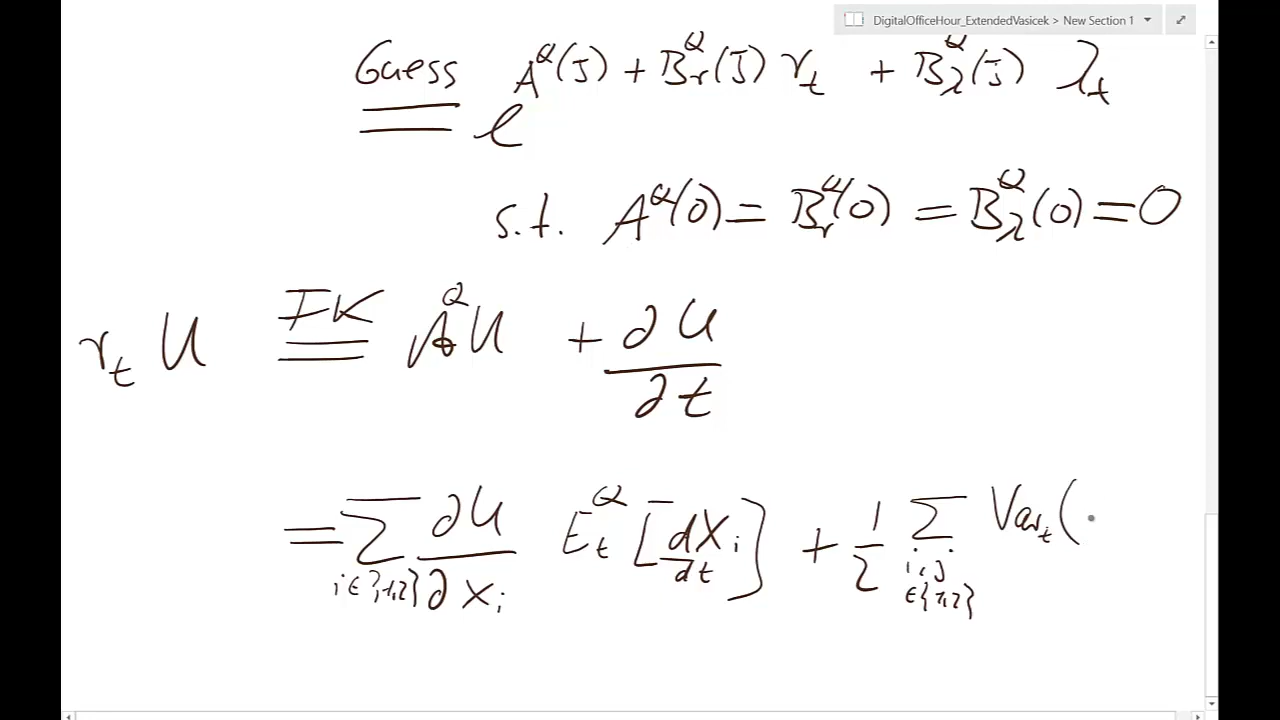 DigitalOfficeHour_ExtendedVasicek > New Section 1
Guess e^{A^Q(J) + B_r^Q(J) r_t + B_λ^Q(J) λ_t}
s.t. A^Q(0) = B_r^Q(0) = B_λ^Q(0) = 0
r_t U =^{FK} A^Q U + ∂U/∂t
= Σ_{i∈{1,2}} ∂U/∂X_i E_t^Q [dX_i/dt] + 1/2 Σ_{i,j∈{1,2}} Var_t(